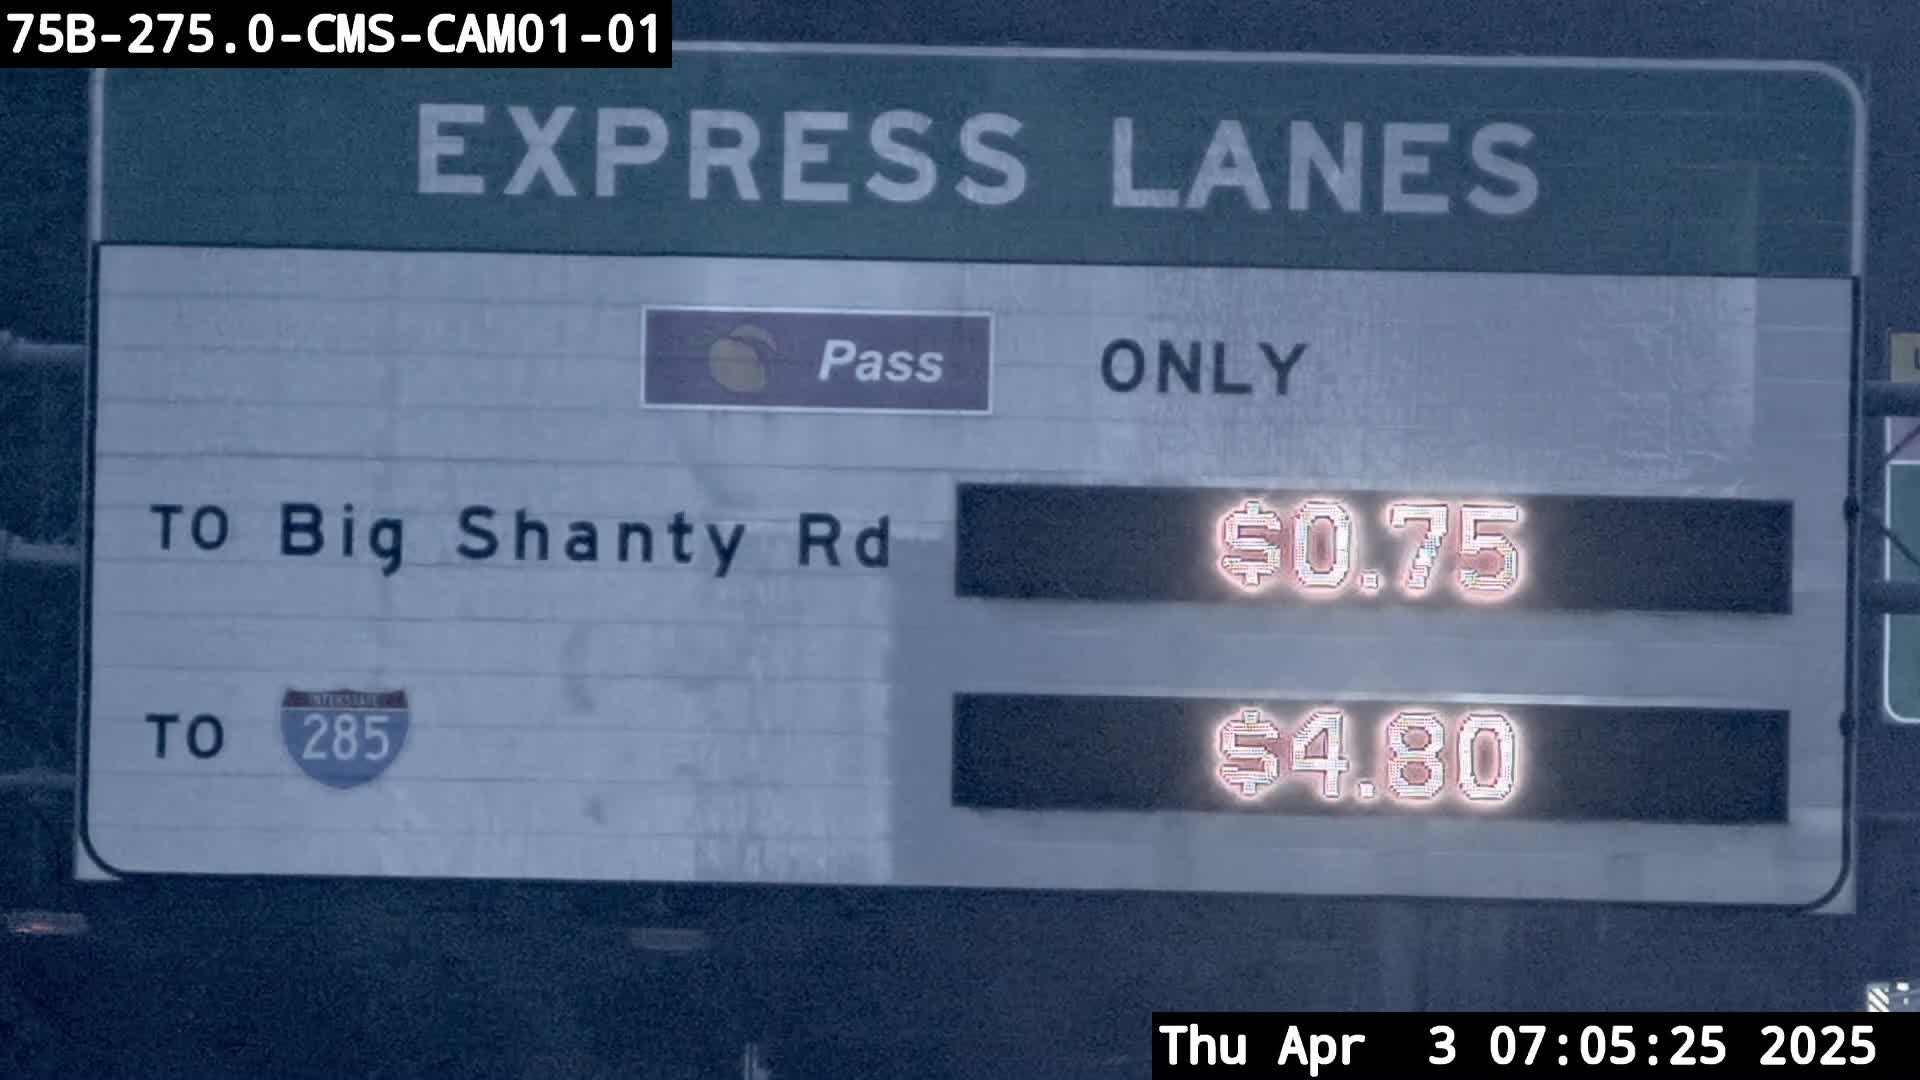 75B-275.0-CMS-CAM01-01
EXPRESS LANES
Pass ONLY
TO Big Shanty Rd $0.75
INTERSTATE
TO 285 $4.80
Thu Apr 3 07:05:25 2025